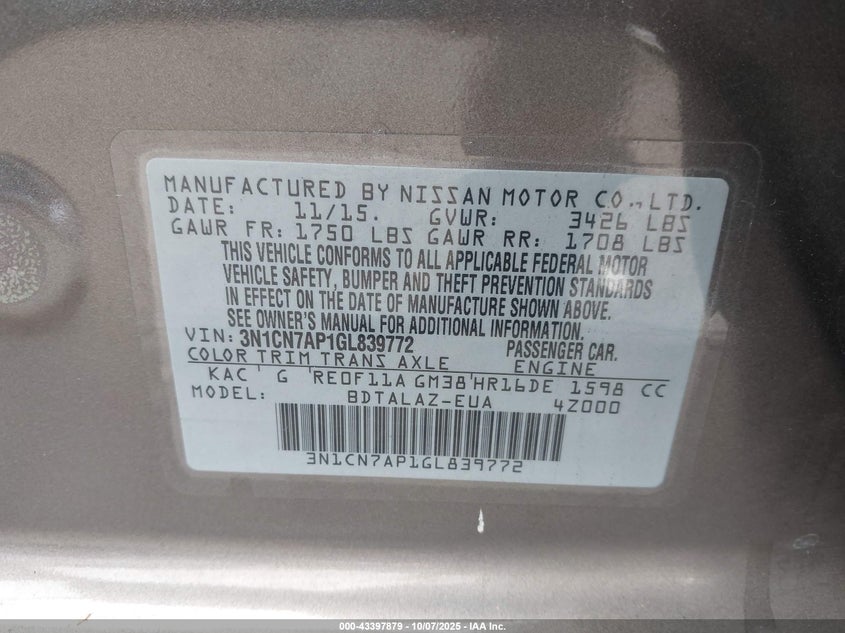 MANUFACTURED BY NISSAN MOTOR CO., LTD.
DATE: 11/15. GVWR: 3426 LBS
GAWR FR: 1750 LBS GAWR RR: 1708 LBS
THIS VEHICLE CONFORMS TO ALL APPLICABLE FEDERAL MOTOR
VEHICLE SAFETY, BUMPER AND THEFT PREVENTION STANDARDS
IN EFFECT ON THE DATE OF MANUFACTURE SHOWN ABOVE.
SEE OWNER'S MANUAL FOR ADDITIONAL INFORMATION.
VIN: 3N1CN7AP1GL839772 PASSENGER CAR.
COLOR TRIM TRANS AXLE ENGINE
KAC G RE0F11A GM38 HR16DE 1598 CC
MODEL: BDTALAZ-EUA 4Z000
3N1CN7AP1GL839772
000-43397879 - 10/07/2025 - IAA Inc.